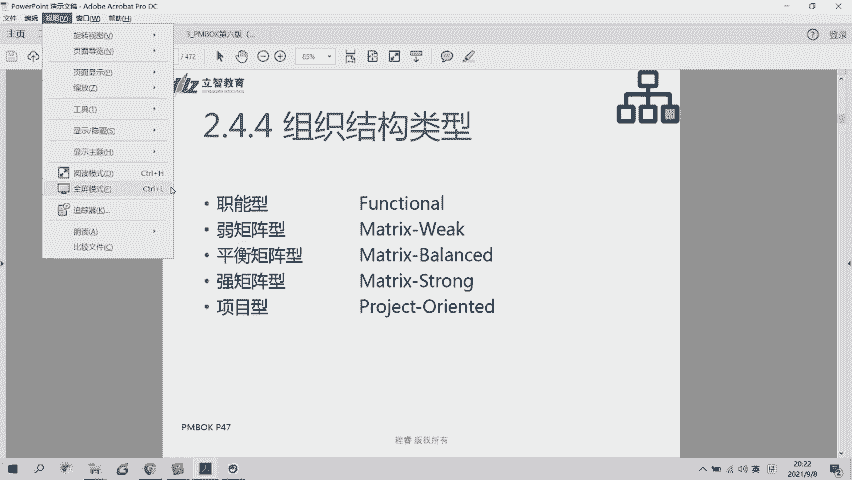 PowerPoint 演示文稿 - Adobe Acrobat Pro DC
文件 编辑 视图(V) 窗口(W) 帮助(H)
主页
3_PMBOX第六版 (...
登录
/ 472
85%
旋转视图(V)
页面导览(N)
页面显示(P)
缩放(Z)
工具(T)
显示/隐藏(S)
显示主题(H)
阅读模式(D) Ctrl+H
全屏模式(F) Ctrl+L
追踪器(K)...
朗读(A)
比较文件(C)
立智教育
2.4.4 组织结构类型
• 职能型 Functional
• 弱矩阵型 Matrix-Weak
• 平衡矩阵型 Matrix-Balanced
• 强矩阵型 Matrix-Strong
• 项目型 Project-Oriented
PMBOK P47
版权所有
英
20:22
2021/9/8